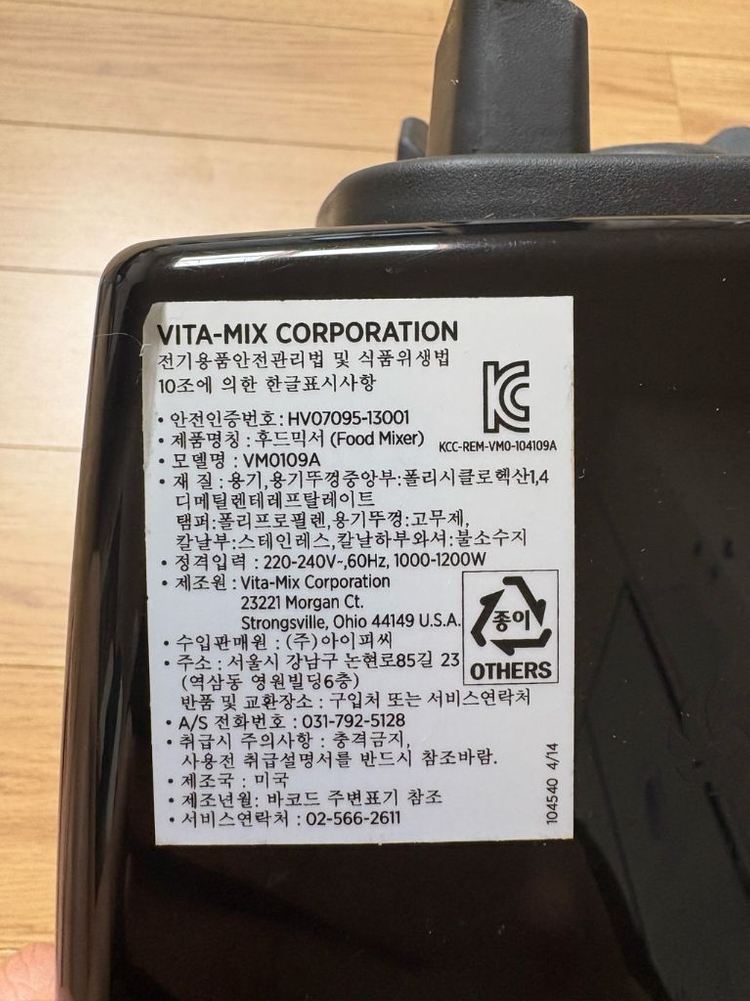 VITA-MIX CORPORATION
전기용품안전관리법 및 식품위생법
10조에 의한 한글표시사항
KC
KCC-REM-VM0-104109A
• 안전인증번호 : HV07095-13001
• 제품명칭 : 후드믹서 (Food Mixer)
• 모델명 : VM0109A
• 재 질 : 용기,용기뚜껑중앙부:폴리시클로헥산1,4
디메틸렌테레프탈레이트
탬퍼:폴리프로필렌,용기뚜껑:고무제,
칼날부:스테인레스,칼날하부와셔:불소수지
• 정격입력 : 220-240V~,60Hz, 1000-1200W
• 제조원 : Vita-Mix Corporation
23221 Morgan Ct.
Strongsville, Ohio 44149 U.S.A.
종이
OTHERS
• 수입판매원 : (주)아이피씨
• 주소 : 서울시 강남구 논현로85길 23
(역삼동 영원빌딩6층)
반품 및 교환장소 : 구입처 또는 서비스연락처
• A/S 전화번호 : 031-792-5128
• 취급시 주의사항 : 충격금지,
사용전 취급설명서를 반드시 참조바람.
• 제조국 : 미국
• 제조년월: 바코드 주변표기 참조
• 서비스연락처 : 02-566-2611
104540 4/14